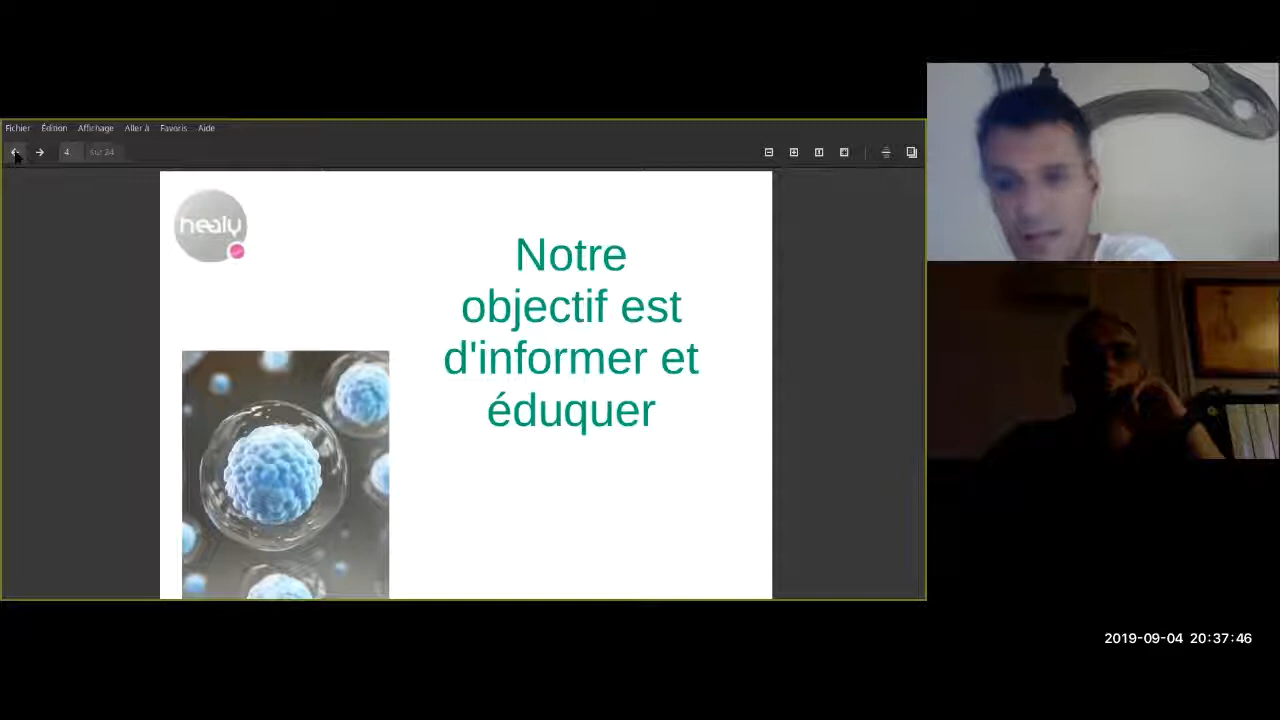 Fichier Édition Affichage Aller à Favoris Aide
4 sur 24
healy
Notre
objectif est
d'informer et
éduquer
2019-09-04 20:37:46